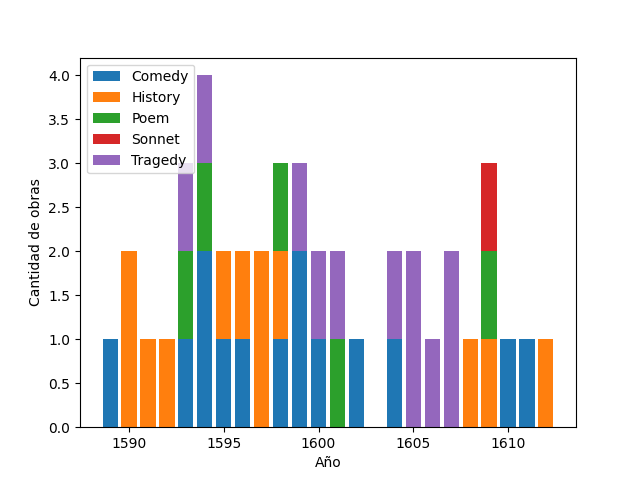 4.0
3.5
3.0
2.5
2.0
1.5
1.0
0.5
0.0
Cantidad de obras
Comedy
History
Poem
Sonnet
Tragedy
1590 1595 1600 1605 1610
Año